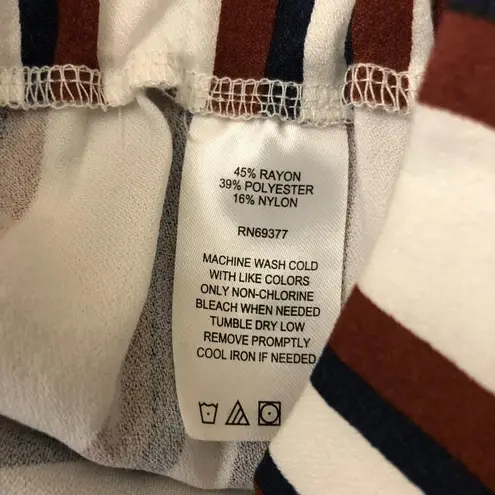 45% RAYON
39% POLYESTER
16% NYLON
RN69377
MACHINE WASH COLD
WITH LIKE COLORS
ONLY NON-CHLORINE
BLEACH WHEN NEEDED
TUMBLE DRY LOW
REMOVE PROMPTLY
COOL IRON IF NEEDED